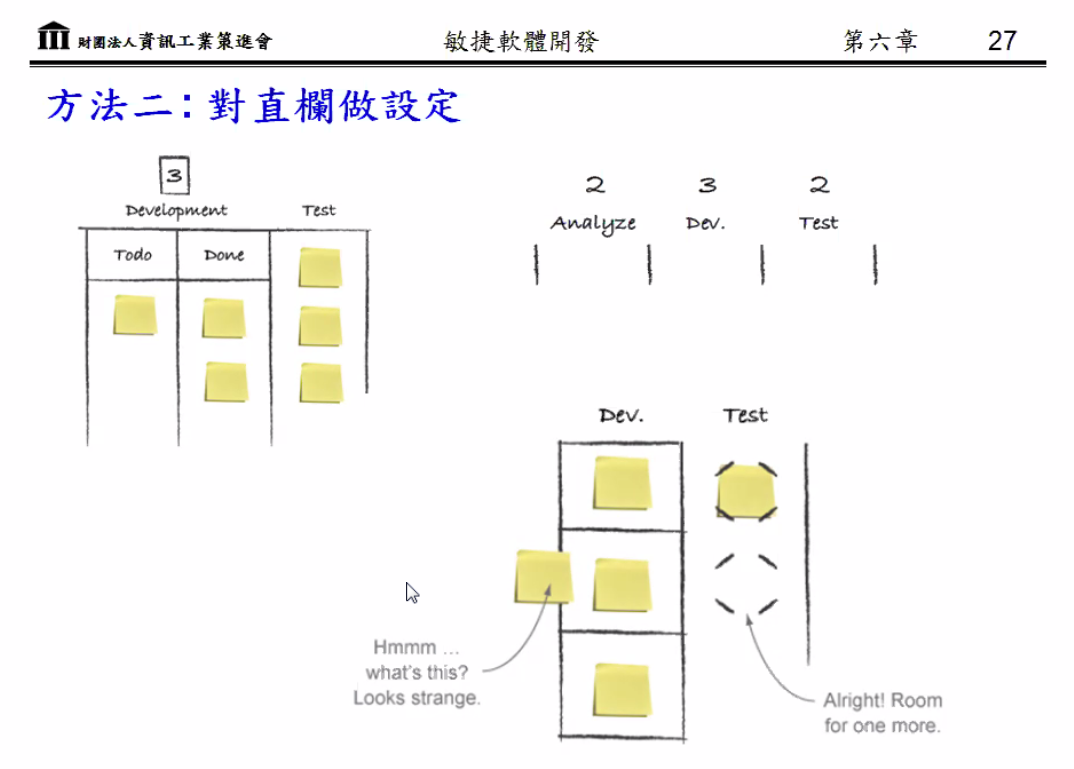 財團法人資訊工業策進會
敏捷軟體開發
第六章
27
方法二：對直欄做設定
3
Development
Test
Todo
Done
2
3
2
Analyze
Dev.
Test
Dev.
Test
Hmmm ...
what's this?
Looks strange.
Alright! Room
for one more.